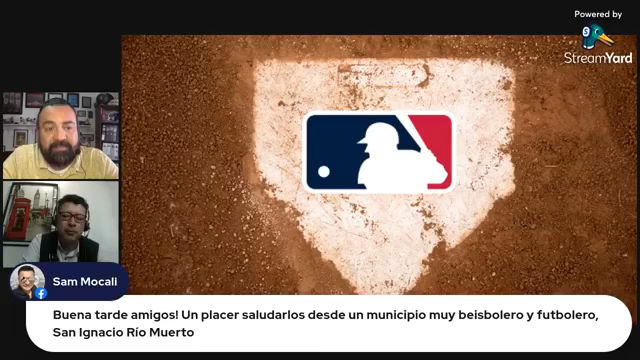 Powered by
StreamYard
Sam Mocali
Buena tarde amigos! Un placer saludarlos desde un municipio muy beisbolero y futbolero,
San Ignacio Río Muerto